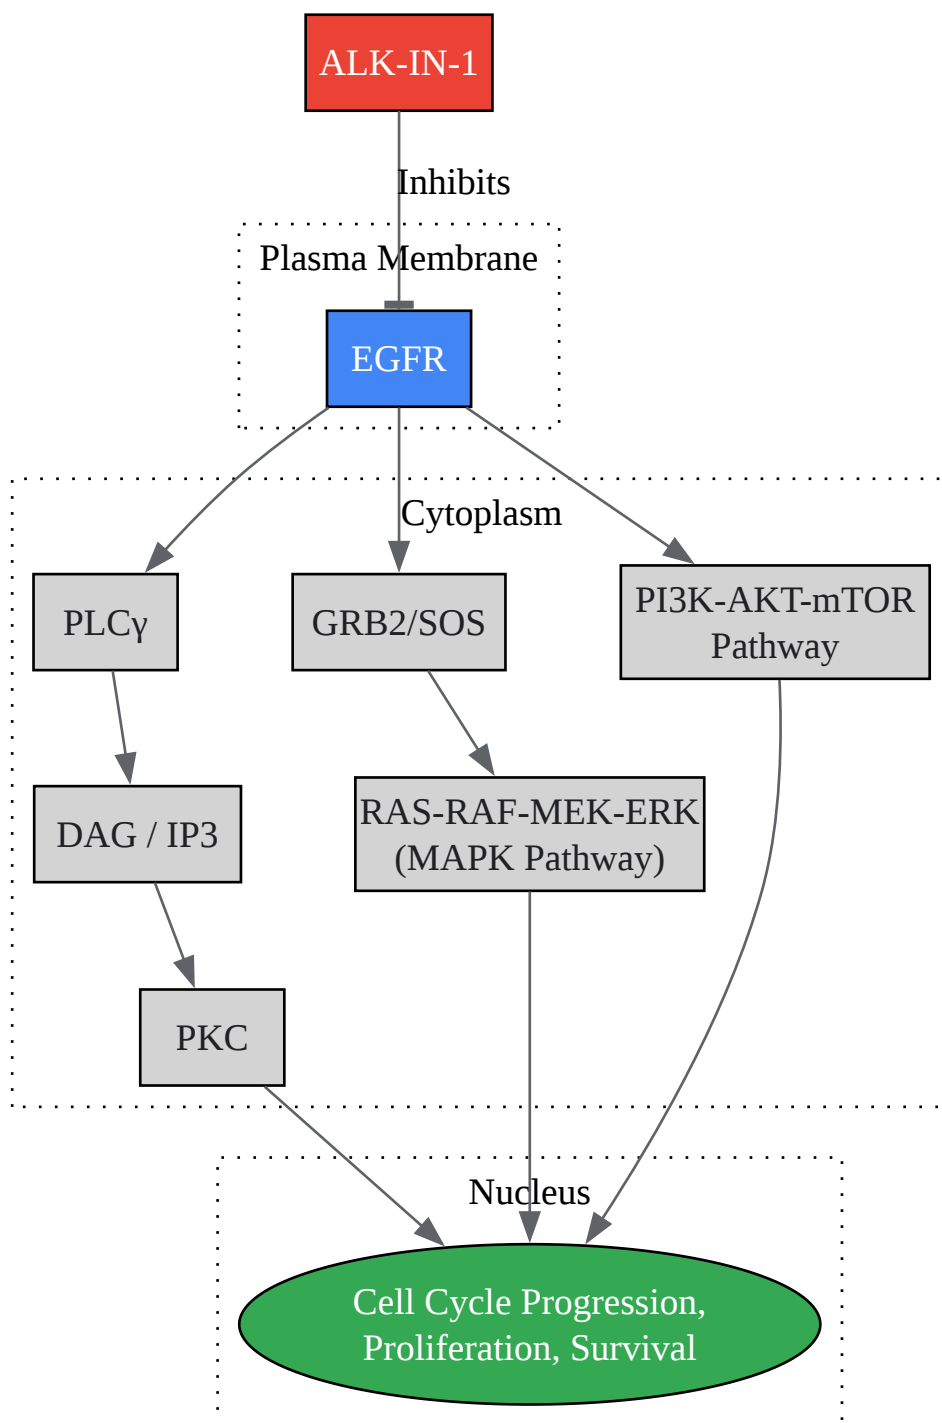 ALK-IN-1
Inhibits
Plasma Membrane
EGFR
Cytoplasm
PLCγ
GRB2/SOS
PI3K-AKT-mTOR
Pathway
DAG / IP3
RAS-RAF-MEK-ERK
(MAPK Pathway)
PKC
Nucleus
Cell Cycle Progression,
Proliferation, Survival